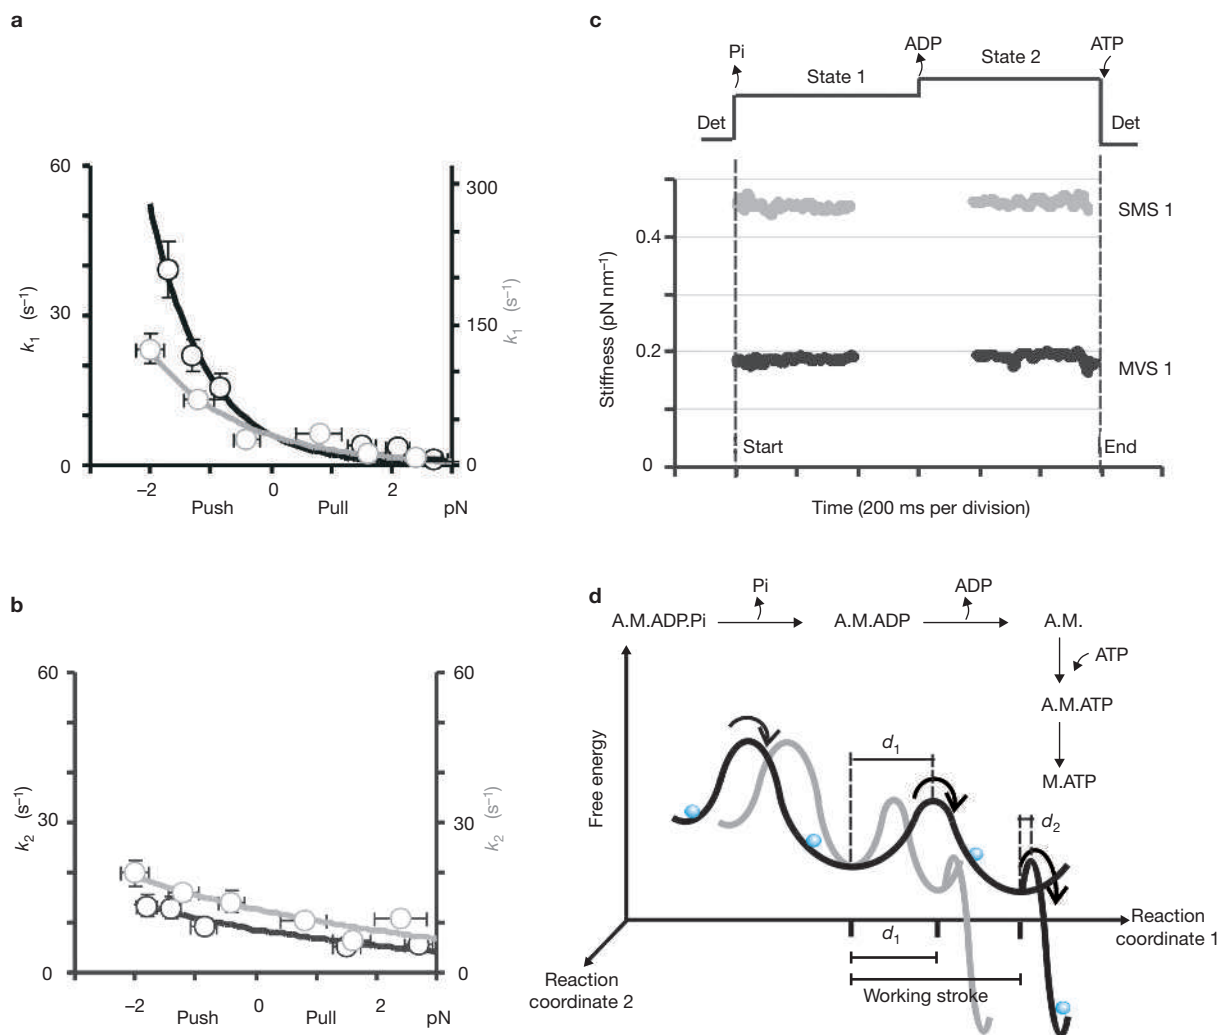 a
60
30
0
k1 (s–1)
300
150
0
k1 (s–1)
–2
0
2
pN
Push
Pull
b
60
30
0
k2 (s–1)
60
30
0
k2 (s–1)
–2
0
2
pN
Push
Pull
c
Pi
ADP
ATP
State 1
State 2
Det
Det
Stiffness (pN nm–1)
0.4
0.2
0
SMS 1
MVS 1
Start
End
Time (200 ms per division)
d
Pi
ADP
A.M.ADP.Pi
A.M.ADP
A.M.
ATP
A.M.ATP
M.ATP
Free energy
d1
d2
Reaction
coordinate 1
d1
Working stroke
Reaction
coordinate 2